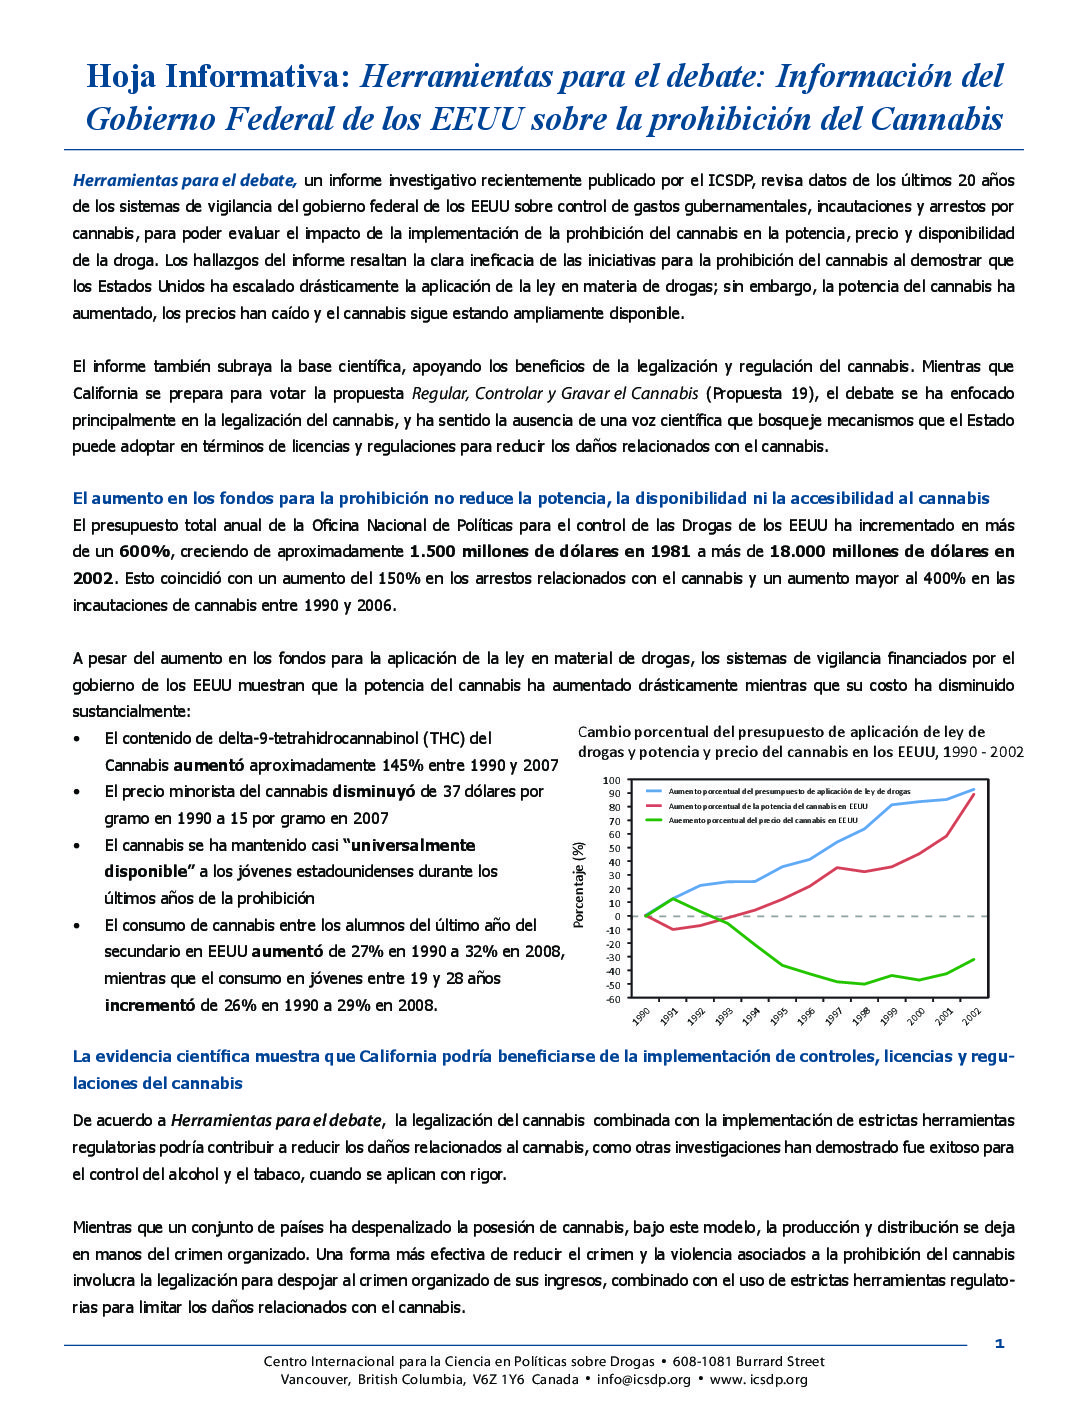 Hoja Informativa: Herramientas para el debate: Información del
Gobierno Federal de los EEUU sobre la prohibición del Cannabis
Herramientas para el debate, un informe investigativo recientemente publicado por el ICSDP, revisa datos de los últimos 20 años
de los sistemas de vigilancia del gobierno federal de los EEUU sobre control de gastos gubernamentales, incautaciones y arrestos por
cannabis, para poder evaluar el impacto de la implementación de la prohibición del cannabis en la potencia, precio y disponibilidad
de la droga. Los hallazgos del informe resaltan la clara ineficacia de las iniciativas para la prohibición del cannabis al demostrar que
los Estados Unidos ha escalado drásticamente la aplicación de la ley en materia de drogas; sin embargo, la potencia del cannabis ha
aumentado, los precios han caído y el cannabis sigue estando ampliamente disponible.
El informe también subraya la base científica, apoyando los beneficios de la legalización y regulación del cannabis. Mientras que
California se prepara para votar la propuesta Regular, Controlar y Gravar el Cannabis (Propuesta 19), el debate se ha enfocado
principalmente en la legalización del cannabis, y ha sentido la ausencia de una voz científica que bosqueje mecanismos que el Estado
puede adoptar en términos de licencias y regulaciones para reducir los daños relacionados con el cannabis.
El aumento en los fondos para la prohibición no reduce la potencia, la disponibilidad ni la accesibilidad al cannabis
El presupuesto total anual de la Oficina Nacional de Políticas para el control de las Drogas de los EEUU ha incrementado en más
de un 600%, creciendo de aproximadamente 1.500 millones de dólares en 1981 a más de 18.000 millones de dólares en
2002. Esto coincidió con un aumento del 150% en los arrestos relacionados con el cannabis y un aumento mayor al 400% en las
incautaciones de cannabis entre 1990 y 2006.
A pesar del aumento en los fondos para la aplicación de la ley en material de drogas, los sistemas de vigilancia financiados por el
gobierno de los EEUU muestran que la potencia del cannabis ha aumentado drásticamente mientras que su costo ha disminuido
sustancialmente:
• El contenido de delta-9-tetrahidrocannabinol (THC) del
Cannabis aumentó aproximadamente 145% entre 1990 y 2007
• El precio minorista del cannabis disminuyó de 37 dólares por
gramo en 1990 a 15 por gramo en 2007
• El cannabis se ha mantenido casi “universalmente
disponible” a los jóvenes estadounidenses durante los
últimos años de la prohibición
• El consumo de cannabis entre los alumnos del último año del
secundario en EEUU aumentó de 27% en 1990 a 32% en 2008,
mientras que el consumo en jóvenes entre 19 y 28 años
incrementó de 26% en 1990 a 29% en 2008.
Cambio porcentual del presupuesto de aplicación de ley de
drogas y potencia y precio del cannabis en los EEUU, 1990 - 2002
Porcentaje (%)
100
90
80
70
60
50
40
30
20
10
0
-10
-20
-30
-40
-50
-60
Aumento porcentual del presumpuesto de aplicación de ley de drogas
Aumento porcentual de la potencia del cannabis en EEUU
Auemento porcentual del precio del cannabis en EEUU
1990 1991 1992 1993 1994 1995 1996 1997 1998 1999 2000 2001 2002
La evidencia científica muestra que California podría beneficiarse de la implementación de controles, licencias y regu-
laciones del cannabis
De acuerdo a Herramientas para el debate, la legalización del cannabis combinada con la implementación de estrictas herramientas
regulatorias podría contribuir a reducir los daños relacionados al cannabis, como otras investigaciones han demostrado fue exitoso para
el control del alcohol y el tabaco, cuando se aplican con rigor.
Mientras que un conjunto de países ha despenalizado la posesión de cannabis, bajo este modelo, la producción y distribución se deja
en manos del crimen organizado. Una forma más efectiva de reducir el crimen y la violencia asociados a la prohibición del cannabis
involucra la legalización para despojar al crimen organizado de sus ingresos, combinado con el uso de estrictas herramientas regulato-
rias para limitar los daños relacionados con el cannabis.
1
Centro Internacional para la Ciencia en Políticas sobre Drogas • 608-1081 Burrard Street
Vancouver, British Columbia, V6Z 1Y6 Canada • info@icsdp.org • www. icsdp.org